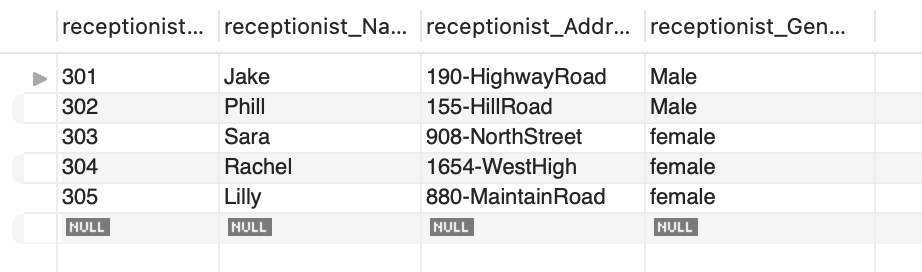 receptionist... receptionist_Na... receptionist_Addr... receptionist_Gen...
301 Jake 190-HighwayRoad Male
302 Phill 155-HillRoad Male
303 Sara 908-NorthStreet female
304 Rachel 1654-WestHigh female
305 Lilly 880-MaintainRoad female
NULL NULL NULL NULL